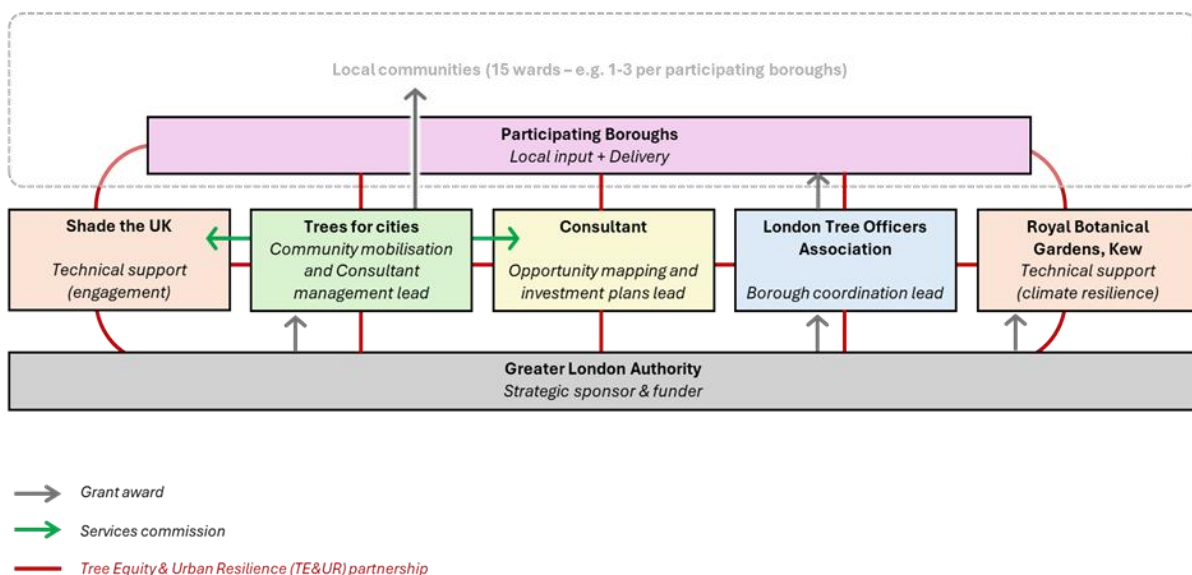 Local communities (15 wards – e.g. 1-3 per participating boroughs)
Participating Boroughs
Local input + Delivery
Shade the UK
Technical support
(engagement)
Trees for cities
Community mobilisation
and Consultant
management lead
Consultant
Opportunity mapping and
investment plans lead
London Tree Officers
Association
Borough coordination lead
Royal Botanical
Gardens, Kew
Technical support
(climate resilience)
Greater London Authority
Strategic sponsor & funder
Grant award
Services commission
Tree Equity & Urban Resilience (TE&UR) partnership